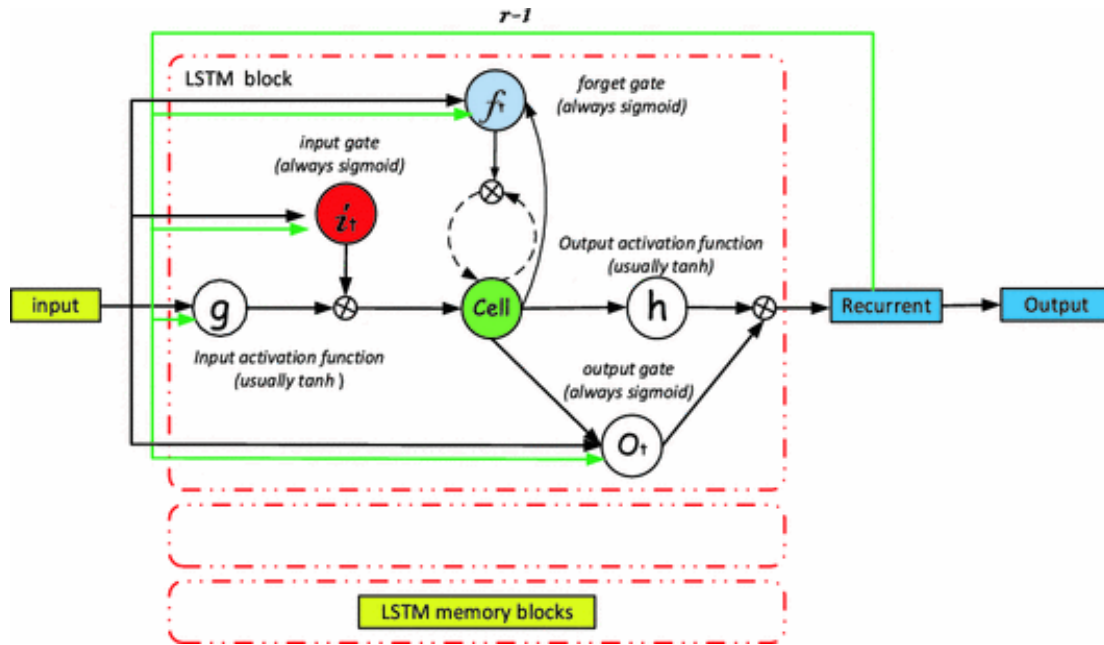 r-1
LSTM block
f t
forget gate
(always sigmoid)
input gate
(always sigmoid)
i t
Output activation function
(usually tanh)
input
g
Cell
h
Recurrent
Output
Input activation function
(usually tanh )
output gate
(always sigmoid)
O t
LSTM memory blocks